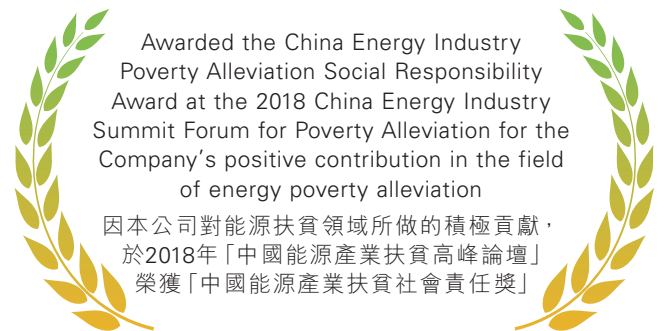 Awarded the China Energy Industry
Poverty Alleviation Social Responsibility
Award at the 2018 China Energy Industry
Summit Forum for Poverty Alleviation for the
Company’s positive contribution in the field
of energy poverty alleviation
因本公司對能源扶貧領域所做的積極貢獻，
於2018年「中國能源產業扶貧高峰論壇」
榮獲「中國能源產業扶貧社會責任獎」